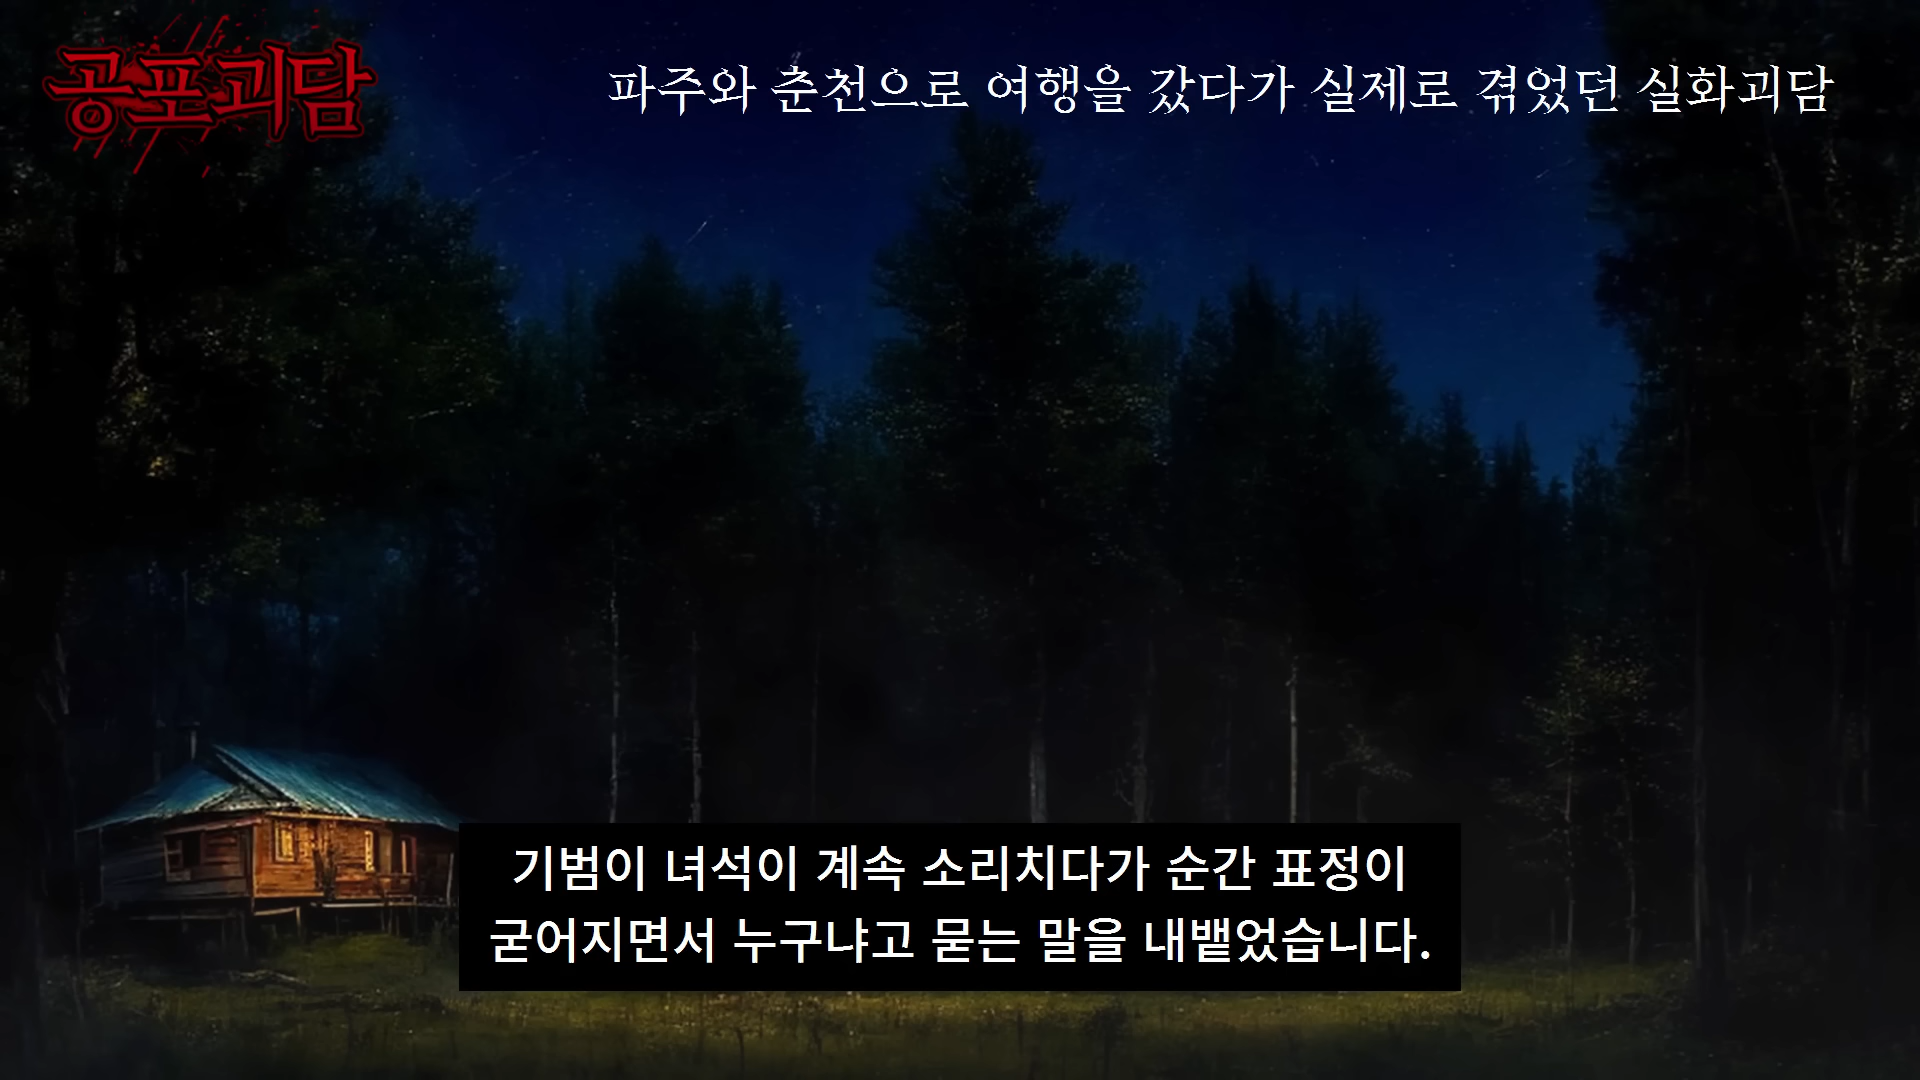 공포괴담
파주와 춘천으로 여행을 갔다가 실제로 겪었던 실화괴담
기범이 녀석이 계속 소리치다가 순간 표정이
굳어지면서 누구냐고 묻는 말을 내뱉었습니다.